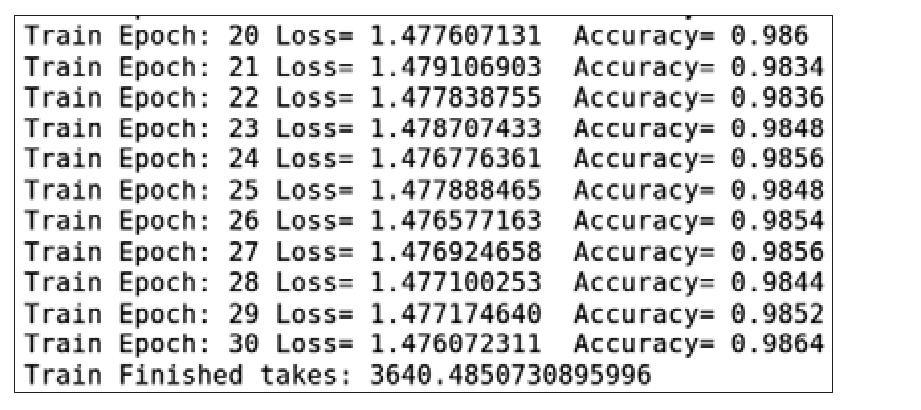 Train Epoch: 20 Loss= 1.477607131  Accuracy= 0.986
Train Epoch: 21 Loss= 1.479106903  Accuracy= 0.9834
Train Epoch: 22 Loss= 1.477838755  Accuracy= 0.9836
Train Epoch: 23 Loss= 1.478707433  Accuracy= 0.9848
Train Epoch: 24 Loss= 1.476776361  Accuracy= 0.9856
Train Epoch: 25 Loss= 1.477888465  Accuracy= 0.9848
Train Epoch: 26 Loss= 1.476577163  Accuracy= 0.9854
Train Epoch: 27 Loss= 1.476924658  Accuracy= 0.9856
Train Epoch: 28 Loss= 1.477100253  Accuracy= 0.9844
Train Epoch: 29 Loss= 1.477174640  Accuracy= 0.9852
Train Epoch: 30 Loss= 1.476072311  Accuracy= 0.9864
Train Finished takes: 3640.4850730895996